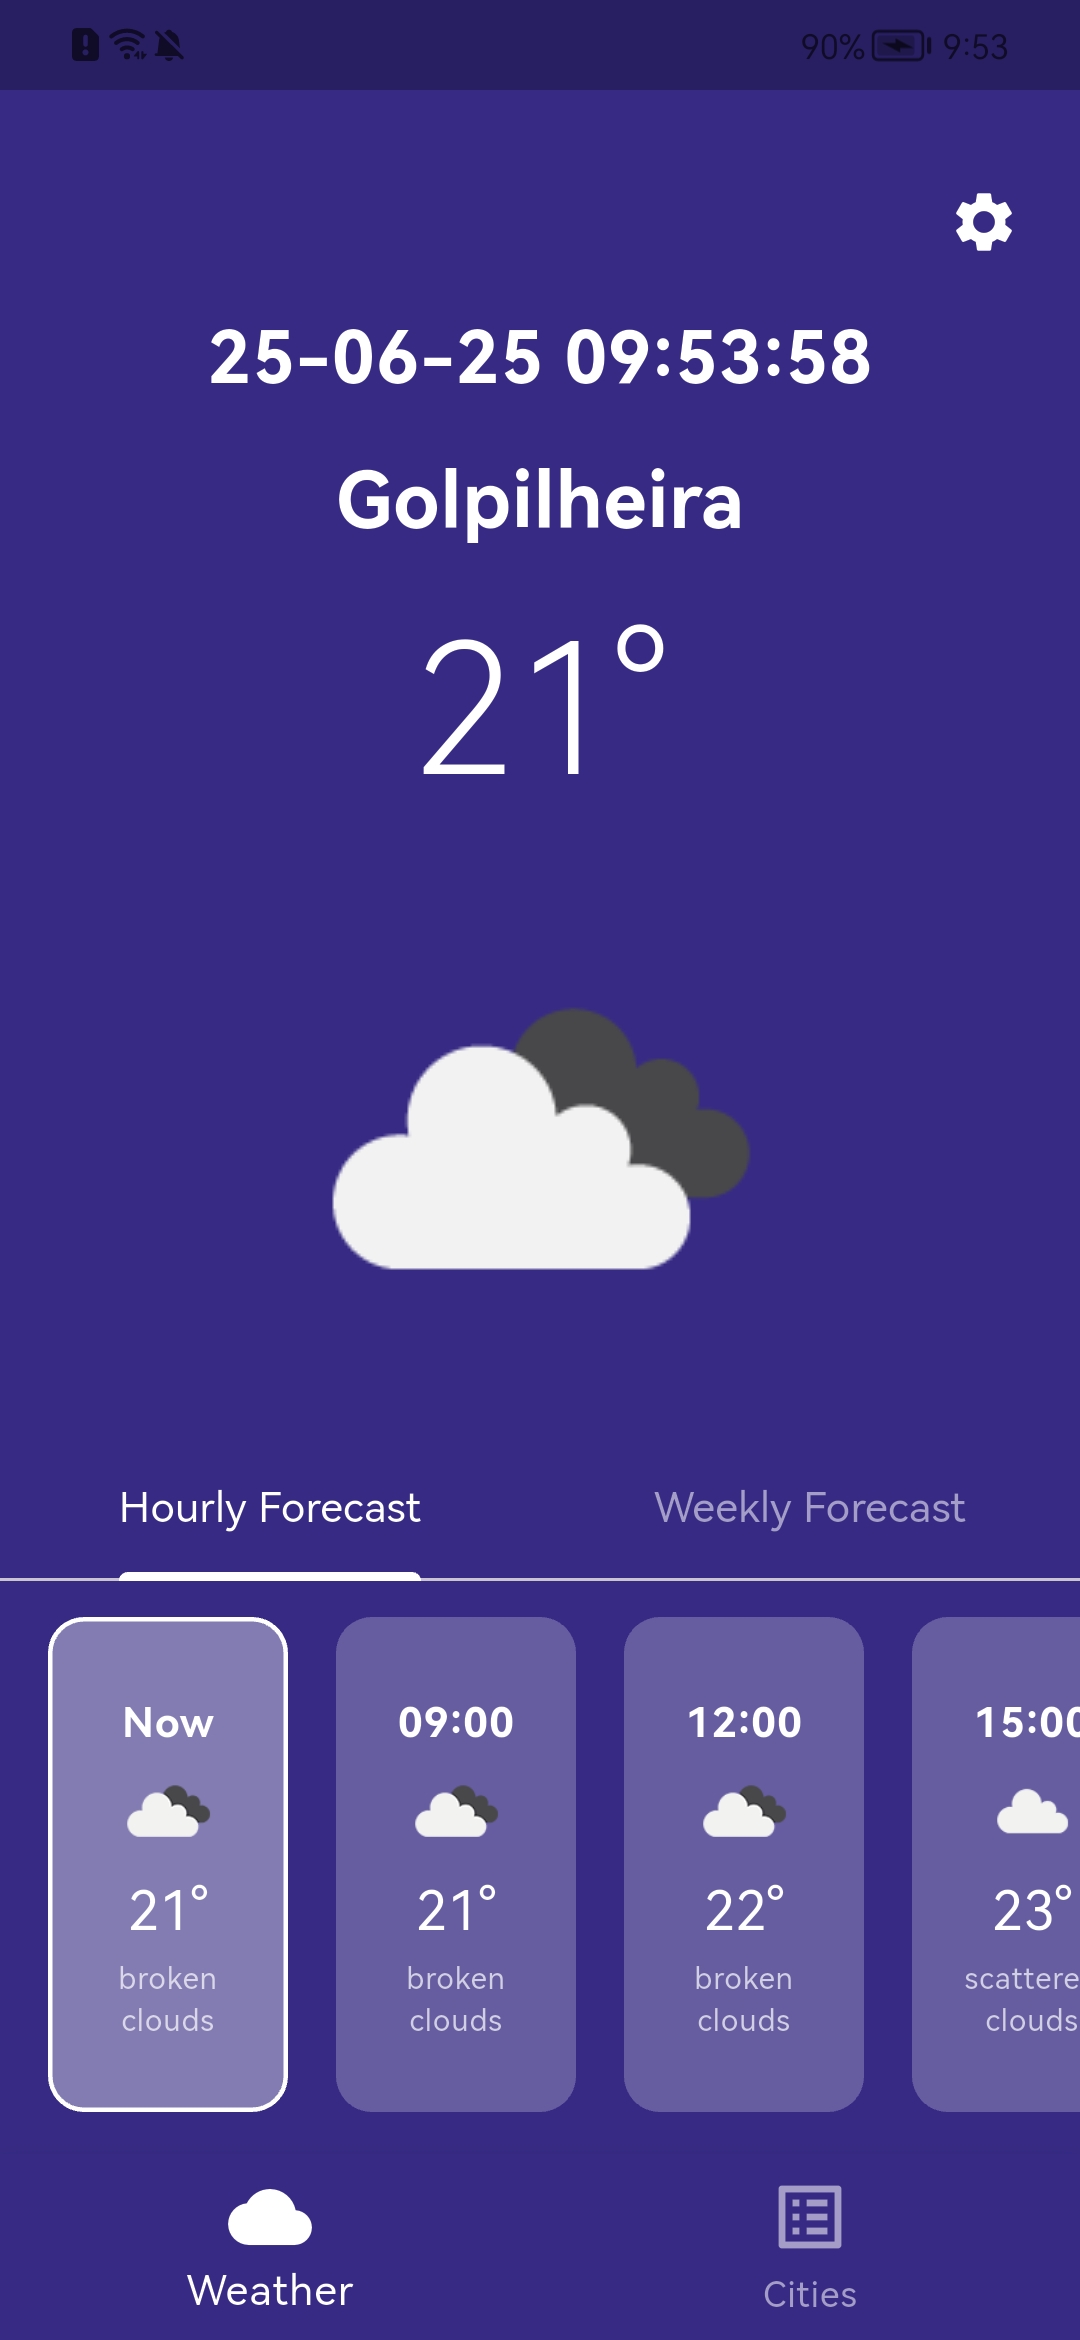 90% 9:53
25-06-25 09:53:58
Golpilheira
21°
Hourly Forecast Weekly Forecast
Now 09:00 12:00 15:00
21° 21° 22° 23°
broken broken broken scattere
clouds clouds clouds clouds
Weather Cities